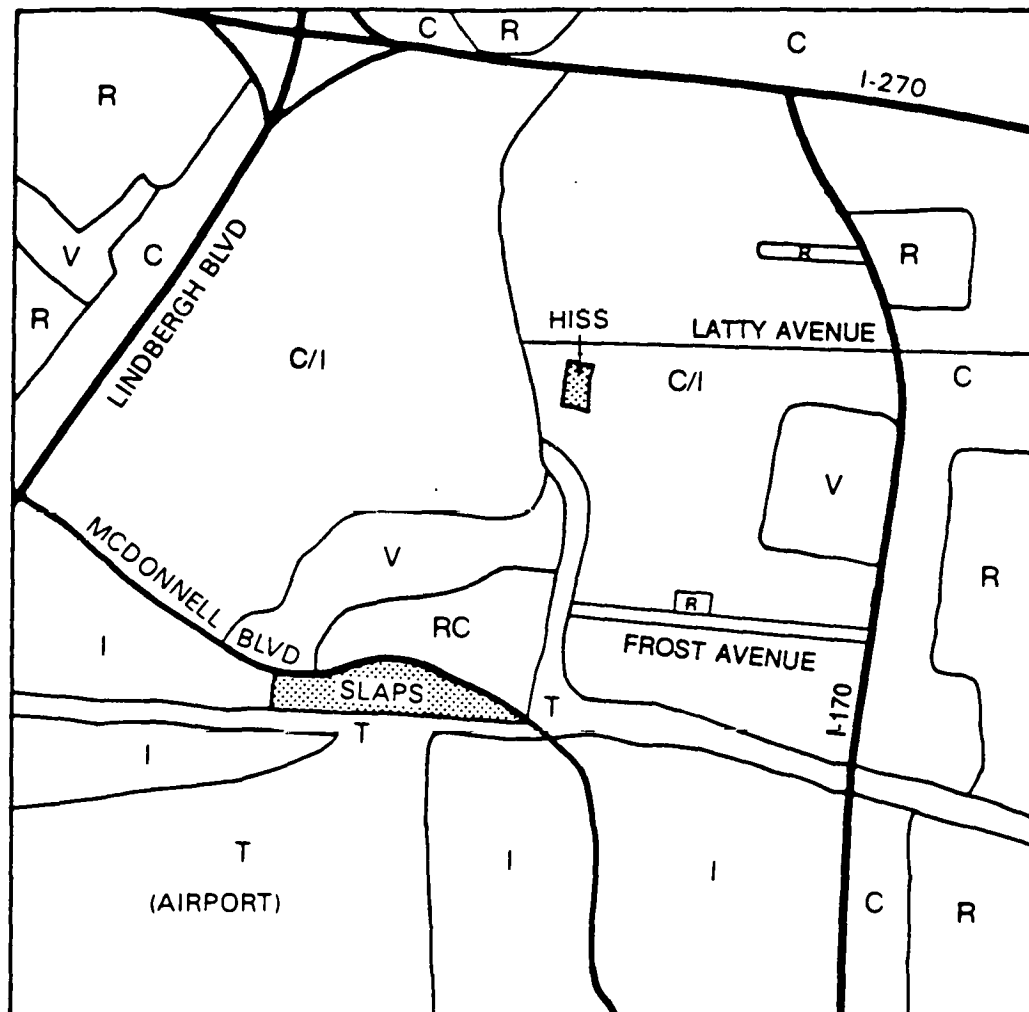 C
R
C
I-270
R
R
R
V
C
R
LINDBERGH BLVD
HISS
LATTY AVENUE
C/I
C/I
C
V
MCDONNELL BLVD
V
R
R
RC
FROST AVENUE
I
SLAPS
T
T
I-170
I
T
(AIRPORT)
I
I
C
R